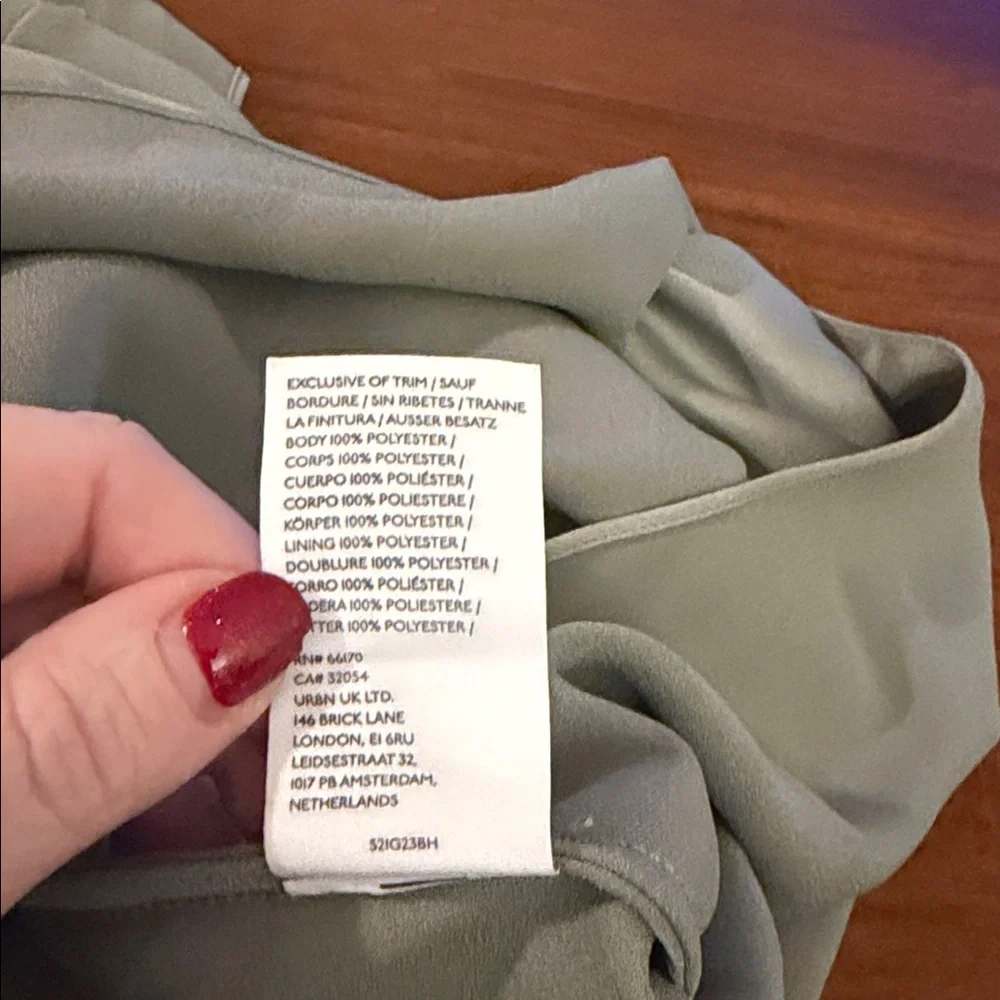 EXCLUSIVE OF TRIM / SAUF
BORDURE / SIN RIBETES / TRANNE
LA FINITURA / AUSSER BESATZ
BODY 100% POLYESTER /
CORPS 100% POLYESTER /
CUERPO 100% POLIÉSTER /
CORPO 100% POLIESTERE /
KÖRPER 100% POLYESTER /
LINING 100% POLYESTER /
DOUBLURE 100% POLYESTER /
100% POLIÉSTER /
100% POLIESTERE /
100% POLYESTER /
RN# 66170
CA# 32054
URBN UK LTD.
146 BRICK LANE
LONDON, E1 6RU
LEIDSESTRAAT 32,
1017 PB AMSTERDAM,
NETHERLANDS